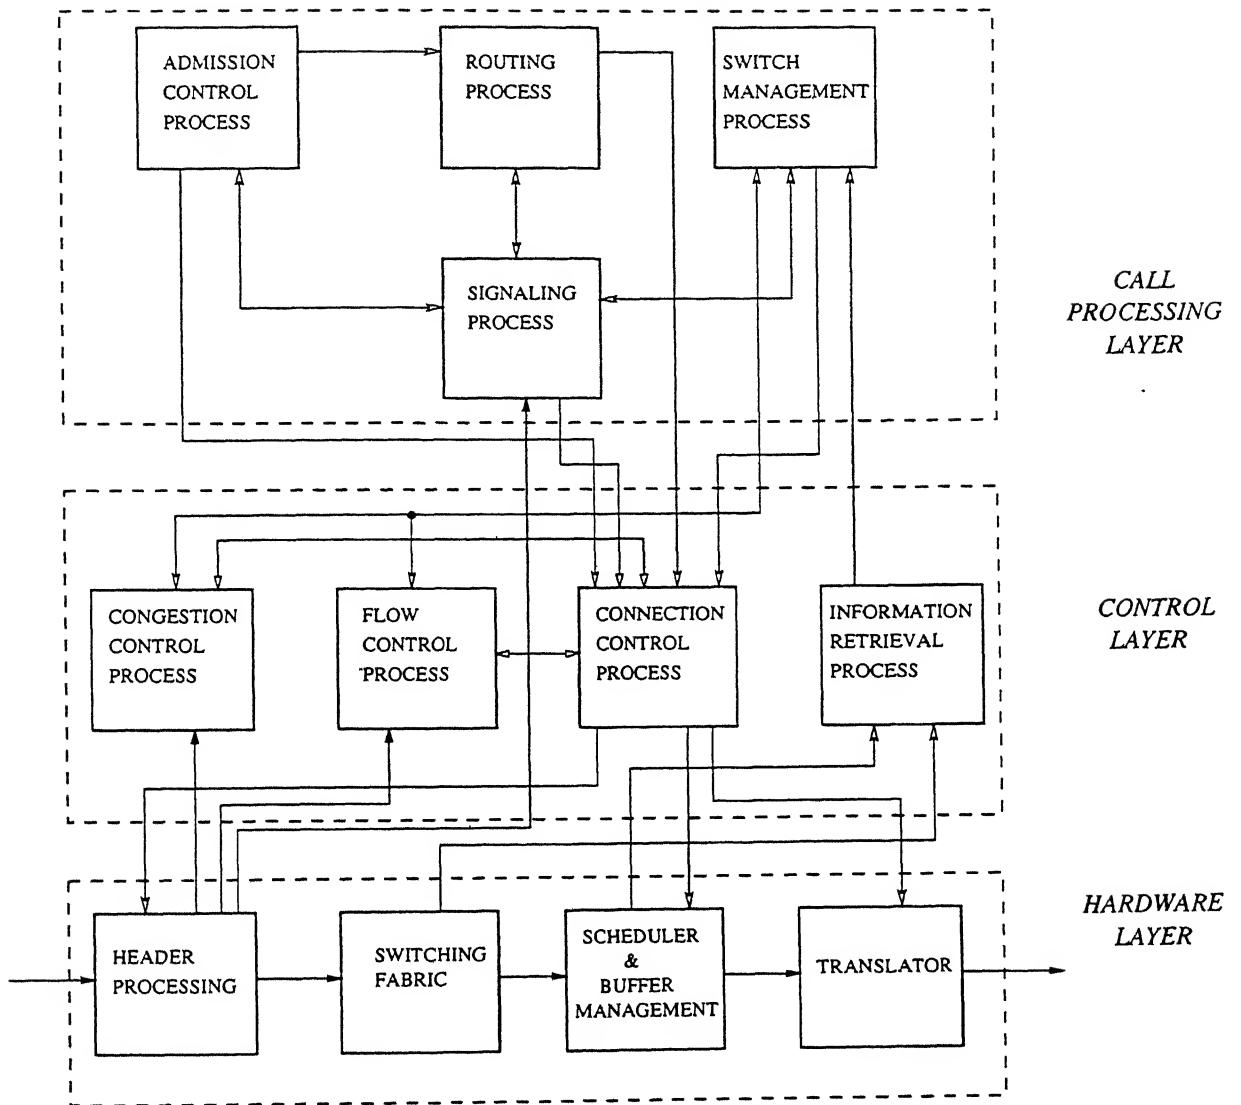 ADMISSION
CONTROL
PROCESS
ROUTING
PROCESS
SWITCH
MANAGEMENT
PROCESS
SIGNALING
PROCESS
CALL
PROCESSING
LAYER
CONGESTION
CONTROL
PROCESS
FLOW
CONTROL
PROCESS
CONNECTION
CONTROL
PROCESS
INFORMATION
RETRIEVAL
PROCESS
CONTROL
LAYER
HEADER
PROCESSING
SWITCHING
FABRIC
SCHEDULER
&
BUFFER
MANAGEMENT
TRANSLATOR
HARDWARE
LAYER